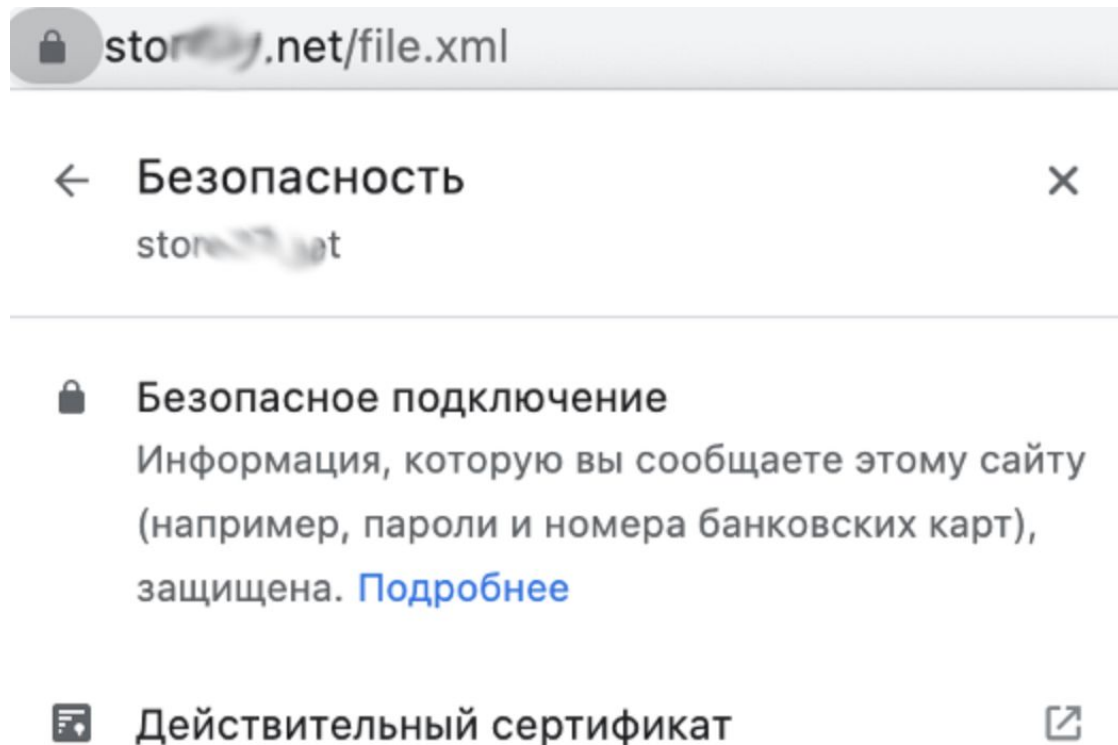 .net/file.xml
Безопасность
Безопасное подключение
Информация, которую вы сообщаете этому сайту
(например, пароли и номера банковских карт),
защищена. Подробнее
Действительный сертификат